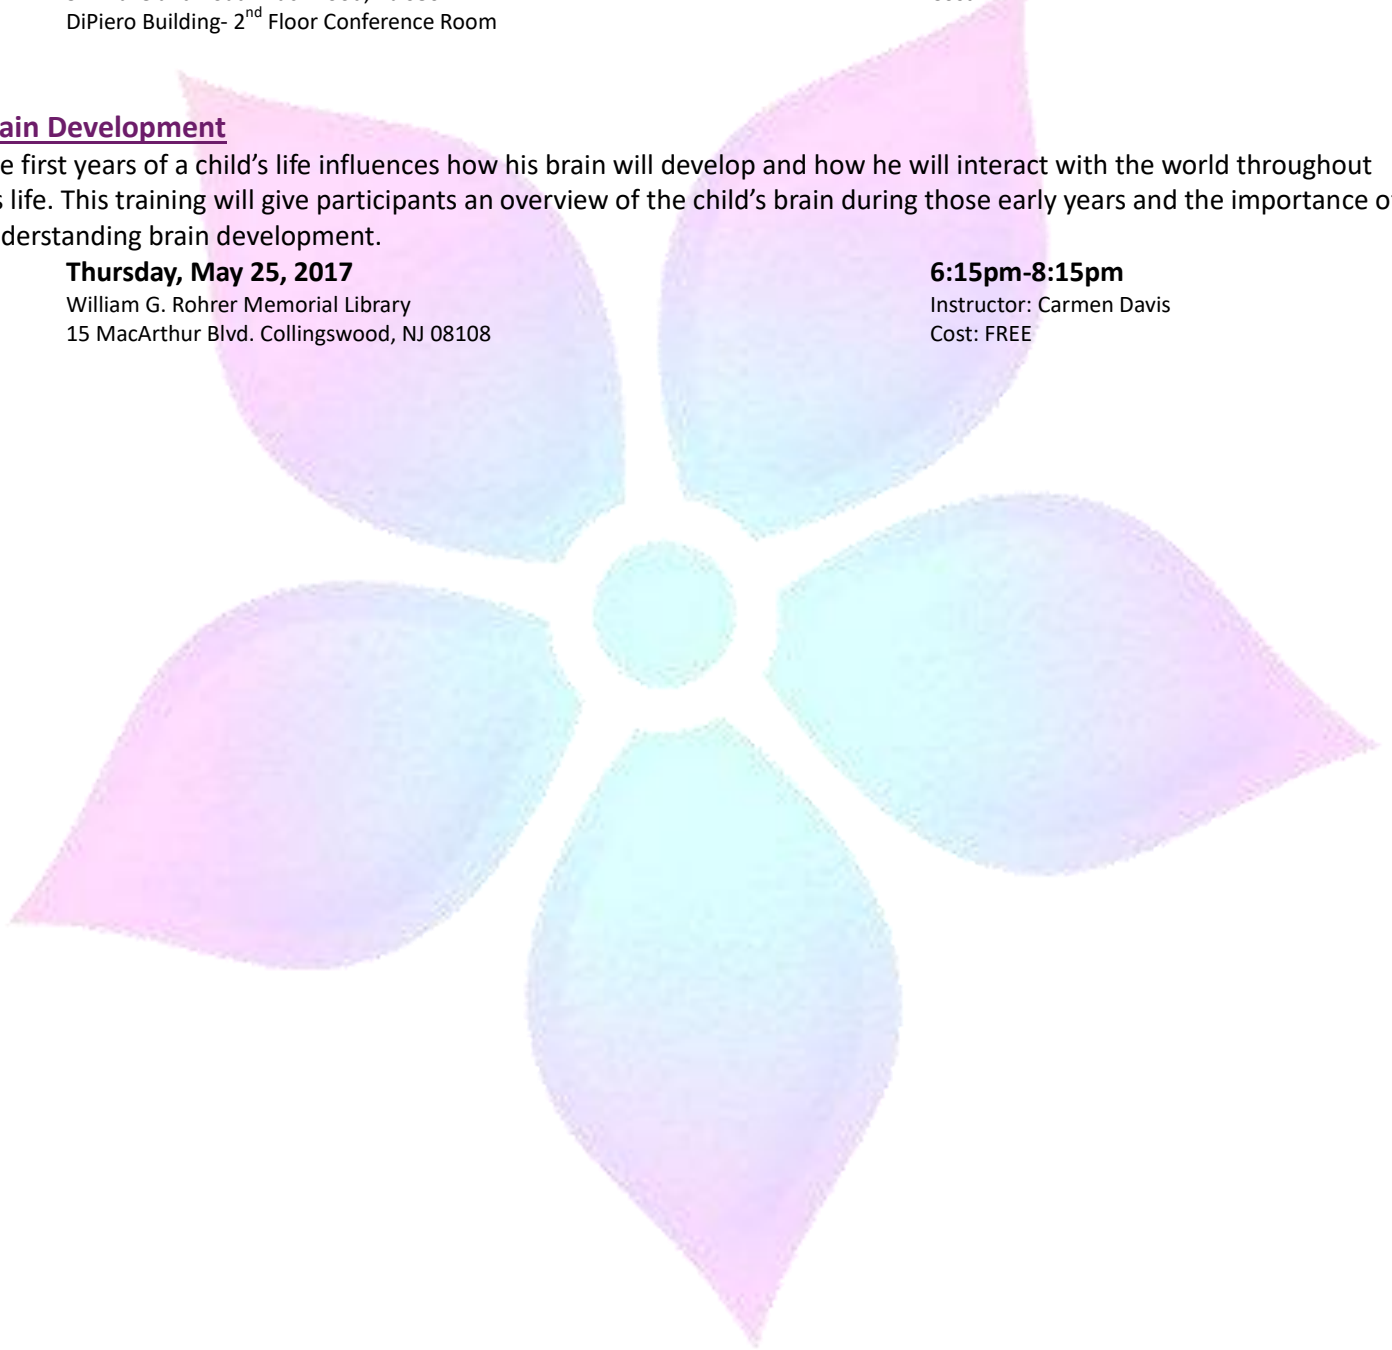 DiPiero Building- 2nd Floor Conference Room
ain Development
e first years of a child’s life influences how his brain will develop and how he will interact with the world throughout
s life. This training will give participants an overview of the child’s brain during those early years and the importance o
derstanding brain development.
Thursday, May 25, 2017 6:15pm-8:15pm
William G. Rohrer Memorial Library Instructor: Carmen Davis
15 MacArthur Blvd. Collingswood, NJ 08108 Cost: FREE